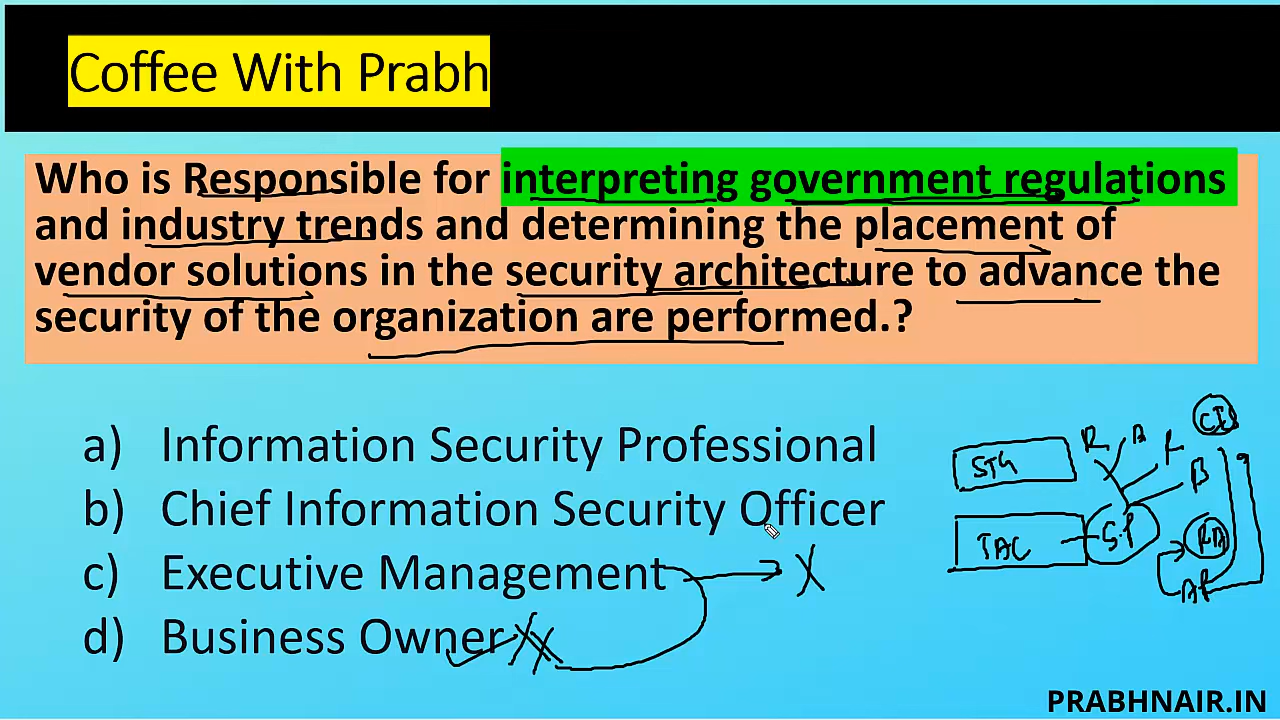 Coffee With Prabh
Who is Responsible for interpreting government regulations
and industry trends and determining the placement of
vendor solutions in the security architecture to advance the
security of the organization are performed.?
a) Information Security Professional
b) Chief Information Security Officer
c) Executive Management
d) Business Owner
STG
TAC
S.P
R
R
B
PRABHNAIR.IN